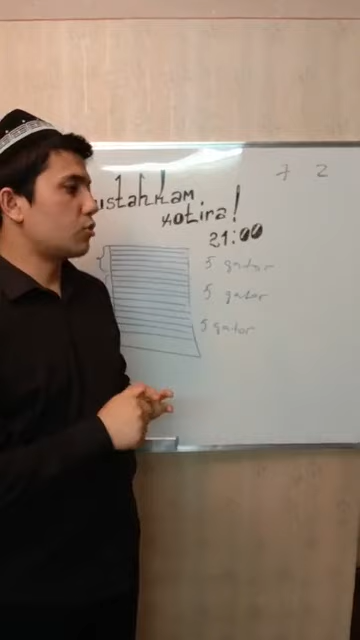 7 2
ustahkam
xotira!
21:00
5 qator
5 qator
5 qator